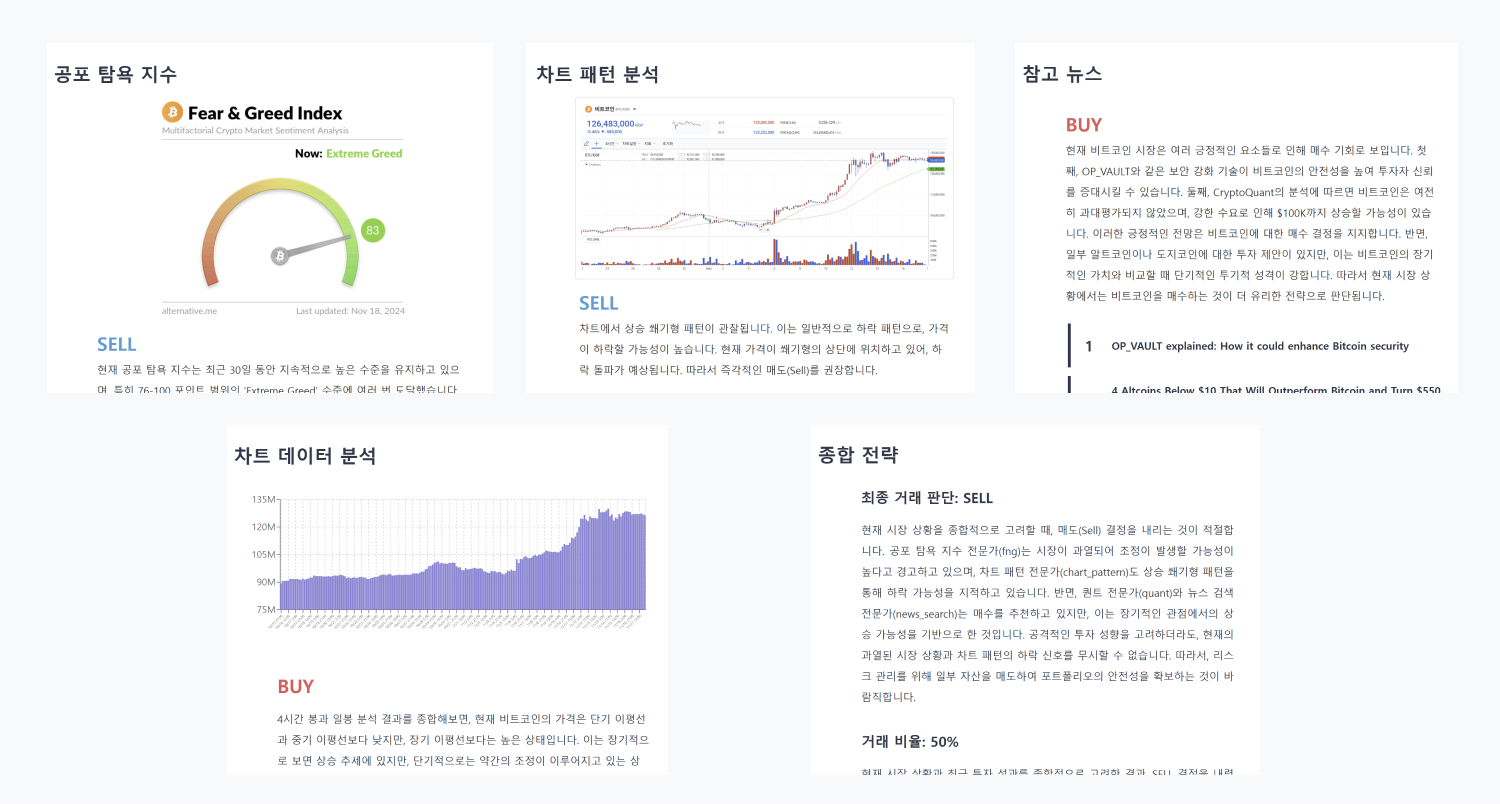 공포 탐욕 지수
Fear & Greed Index
Multifactorial Crypto Market Sentiment Analysis
Now: Extreme Greed
83
alternative.me
Last updated: Nov 18, 2024
SELL
현재 공포 탐욕 지수는 최근 30일 동안 지속적으로 높은 수준을 유지하고 있으
며, 특히 76-100 포인트 범위의 'Extreme Greed' 수준에 여러 번 도달했습니다.
차트 패턴 분석
비트코인
126,483,000
SELL
차트에서 상승 쐐기형 패턴이 관찰됩니다. 이는 일반적으로 하락 패턴으로, 가격
이 하락할 가능성이 높습니다. 현재 가격이 쐐기형의 상단에 위치하고 있어, 하
락 돌파가 예상됩니다. 따라서 즉각적인 매도(Sell)를 권장합니다.
참고 뉴스
BUY
현재 비트코인 시장은 여러 긍정적인 요소들로 인해 매수 기회로 보입니다. 첫
째, OP_VAULT와 같은 보안 강화 기술이 비트코인의 안전성을 높여 투자자 신뢰
를 증대시킬 수 있습니다. 둘째, CryptoQuant의 분석에 따르면 비트코인은 여전
히 과대평가되지 않았으며, 강한 수요로 인해 $100K까지 상승할 가능성이 있습
니다. 이러한 긍정적인 전망은 비트코인에 대한 매수 결정을 지지합니다. 반면,
일부 알트코인이나 도지코인에 대한 투자 제안이 있지만, 이는 비트코인의 장기
적인 가치와 비교할 때 단기적인 투기적 성격이 강합니다. 따라서 현재 시장 상
황에서는 비트코인을 매수하는 것이 더 유리한 전략으로 판단됩니다.
1 OP_VAULT explained: How it could enhance Bitcoin security
4 Altcoins Below $10 That Will Outperform Bitcoin and Turn $550
차트 데이터 분석
135M
120M
105M
90M
75M
BUY
4시간 봉과 일봉 분석 결과를 종합해보면, 현재 비트코인의 가격은 단기 이평선
과 중기 이평선보다 낮지만, 장기 이평선보다는 높은 상태입니다. 이는 장기적으
로 보면 상승 추세에 있지만, 단기적으로는 약간의 조정이 이루어지고 있는 상
종합 전략
최종 거래 판단: SELL
현재 시장 상황을 종합적으로 고려할 때, 매도(Sell) 결정을 내리는 것이 적절합
니다. 공포 탐욕 지수 전문가(fng)는 시장이 과열되어 조정이 발생할 가능성이
높다고 경고하고 있으며, 차트 패턴 전문가(chart_pattern)도 상승 쐐기형 패턴을
통해 하락 가능성을 지적하고 있습니다. 반면, 퀀트 전문가(quant)와 뉴스 검색
전문가(news_search)는 매수를 추천하고 있지만, 이는 장기적인 관점에서의 상
승 가능성을 기반으로 한 것입니다. 공격적인 투자 성향을 고려하더라도, 현재의
과열된 시장 상황과 차트 패턴의 하락 신호를 무시할 수 없습니다. 따라서, 리스
크 관리를 위해 일부 자산을 매도하여 포트폴리오의 안전성을 확보하는 것이 바
람직합니다.
거래 비율: 50%
현재 시장 상황과 최근 투자 성과를 종합적으로 고려한 결과, SELL 결정을 내렸